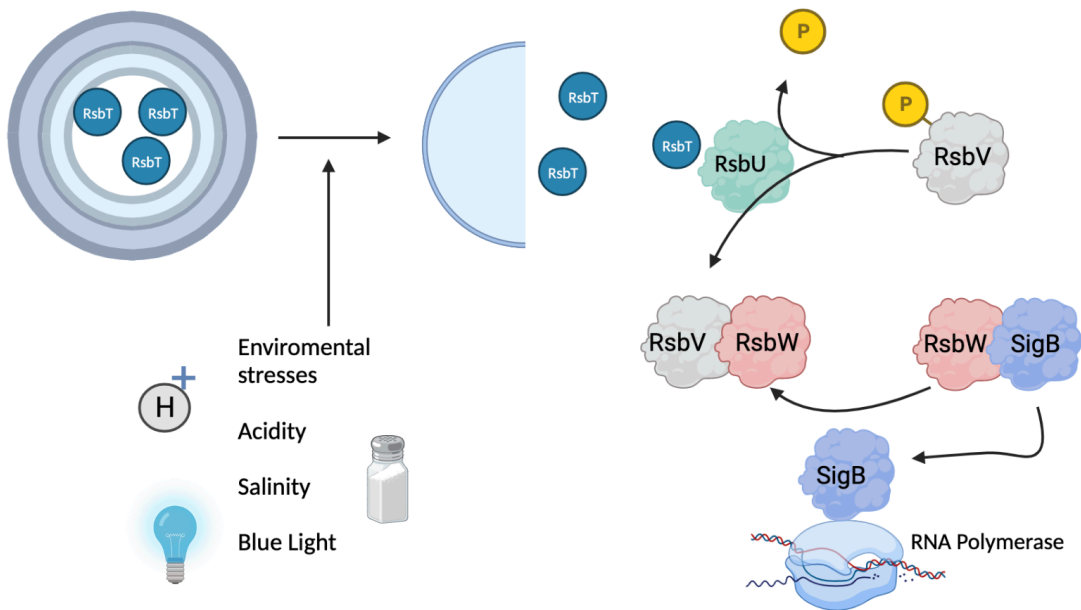 RsbT
RsbT
RsbT
RsbT
RsbT
RsbT
RsbU
P
P
RsbV
Enviromental
stresses
H
+
Acidity
Salinity
Blue Light
RsbV
RsbW
RsbW
SigB
SigB
RNA Polymerase